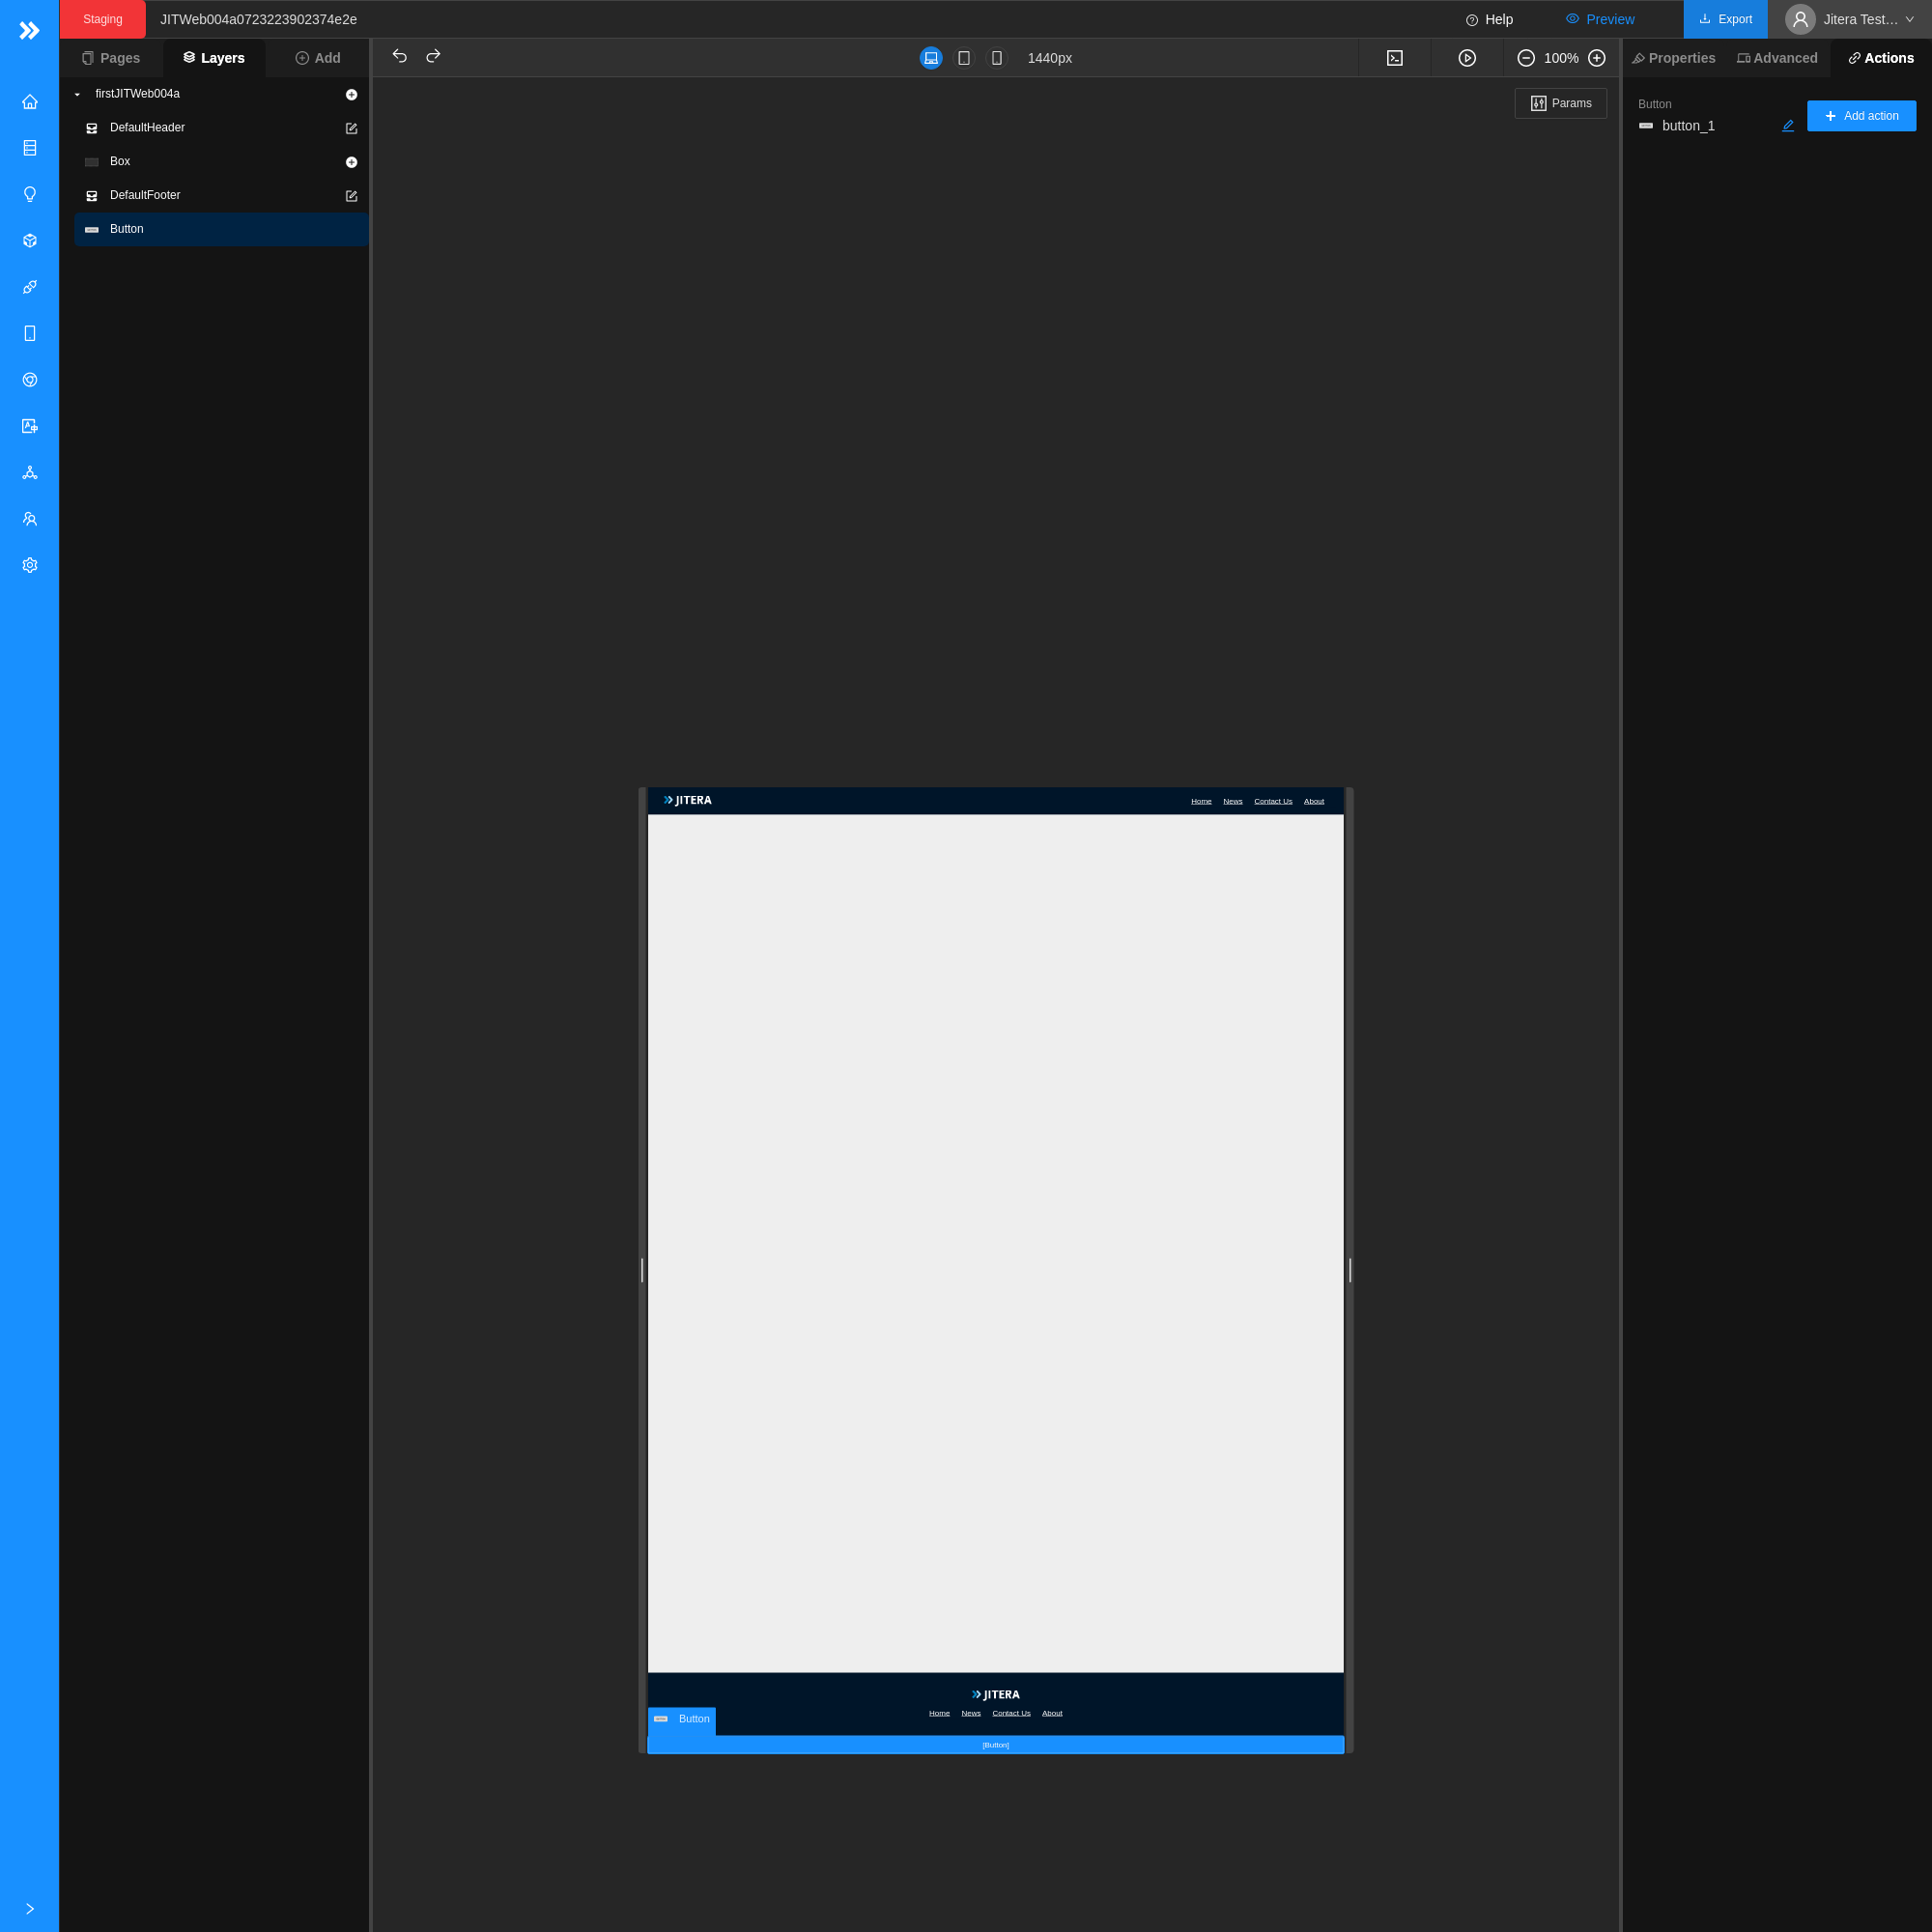 Staging
JITWeb004a0723223902374e2e
Help
Preview
Export
Jitera Test…
Pages
Layers
Add
1440px
100%
Properties
Advanced
Actions
firstJITWeb004a
DefaultHeader
Box
DefaultFooter
Button
Params
Button
button_1
Add action
JITERA
Home News Contact Us About
JITERA
Home News Contact Us About
Button
[Button]